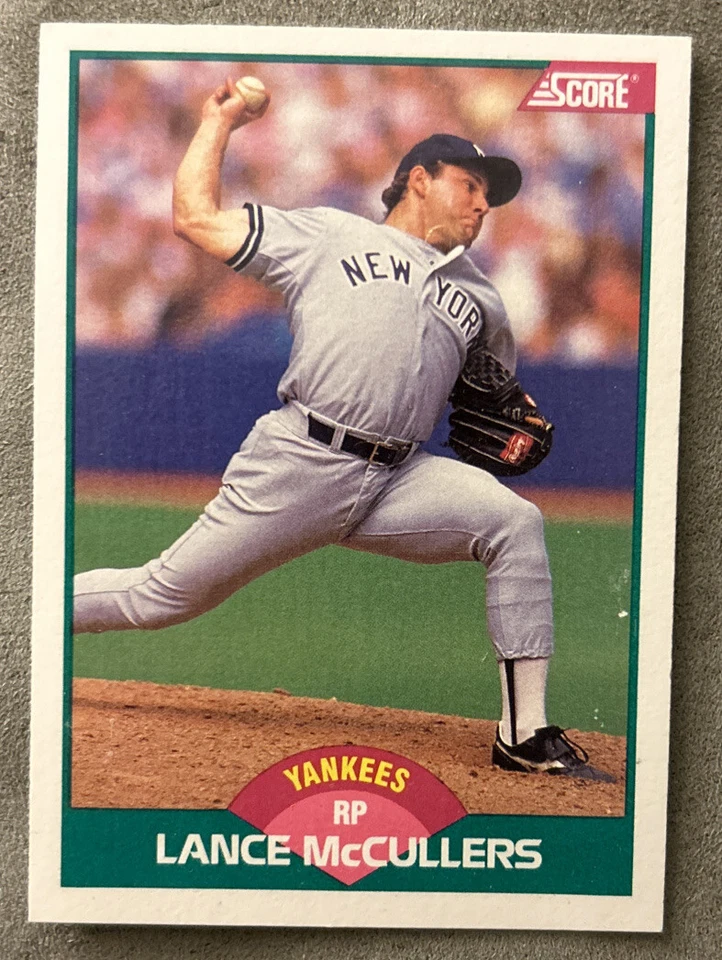 SCORE®
NEW YORK
YANKEES
RP
LANCE McCULLERS